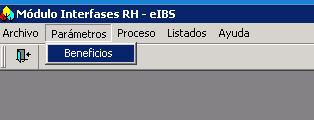 Módulo Interfases RH - eIBS
Archivo Parámetros Proceso Listados Ayuda
Beneficios